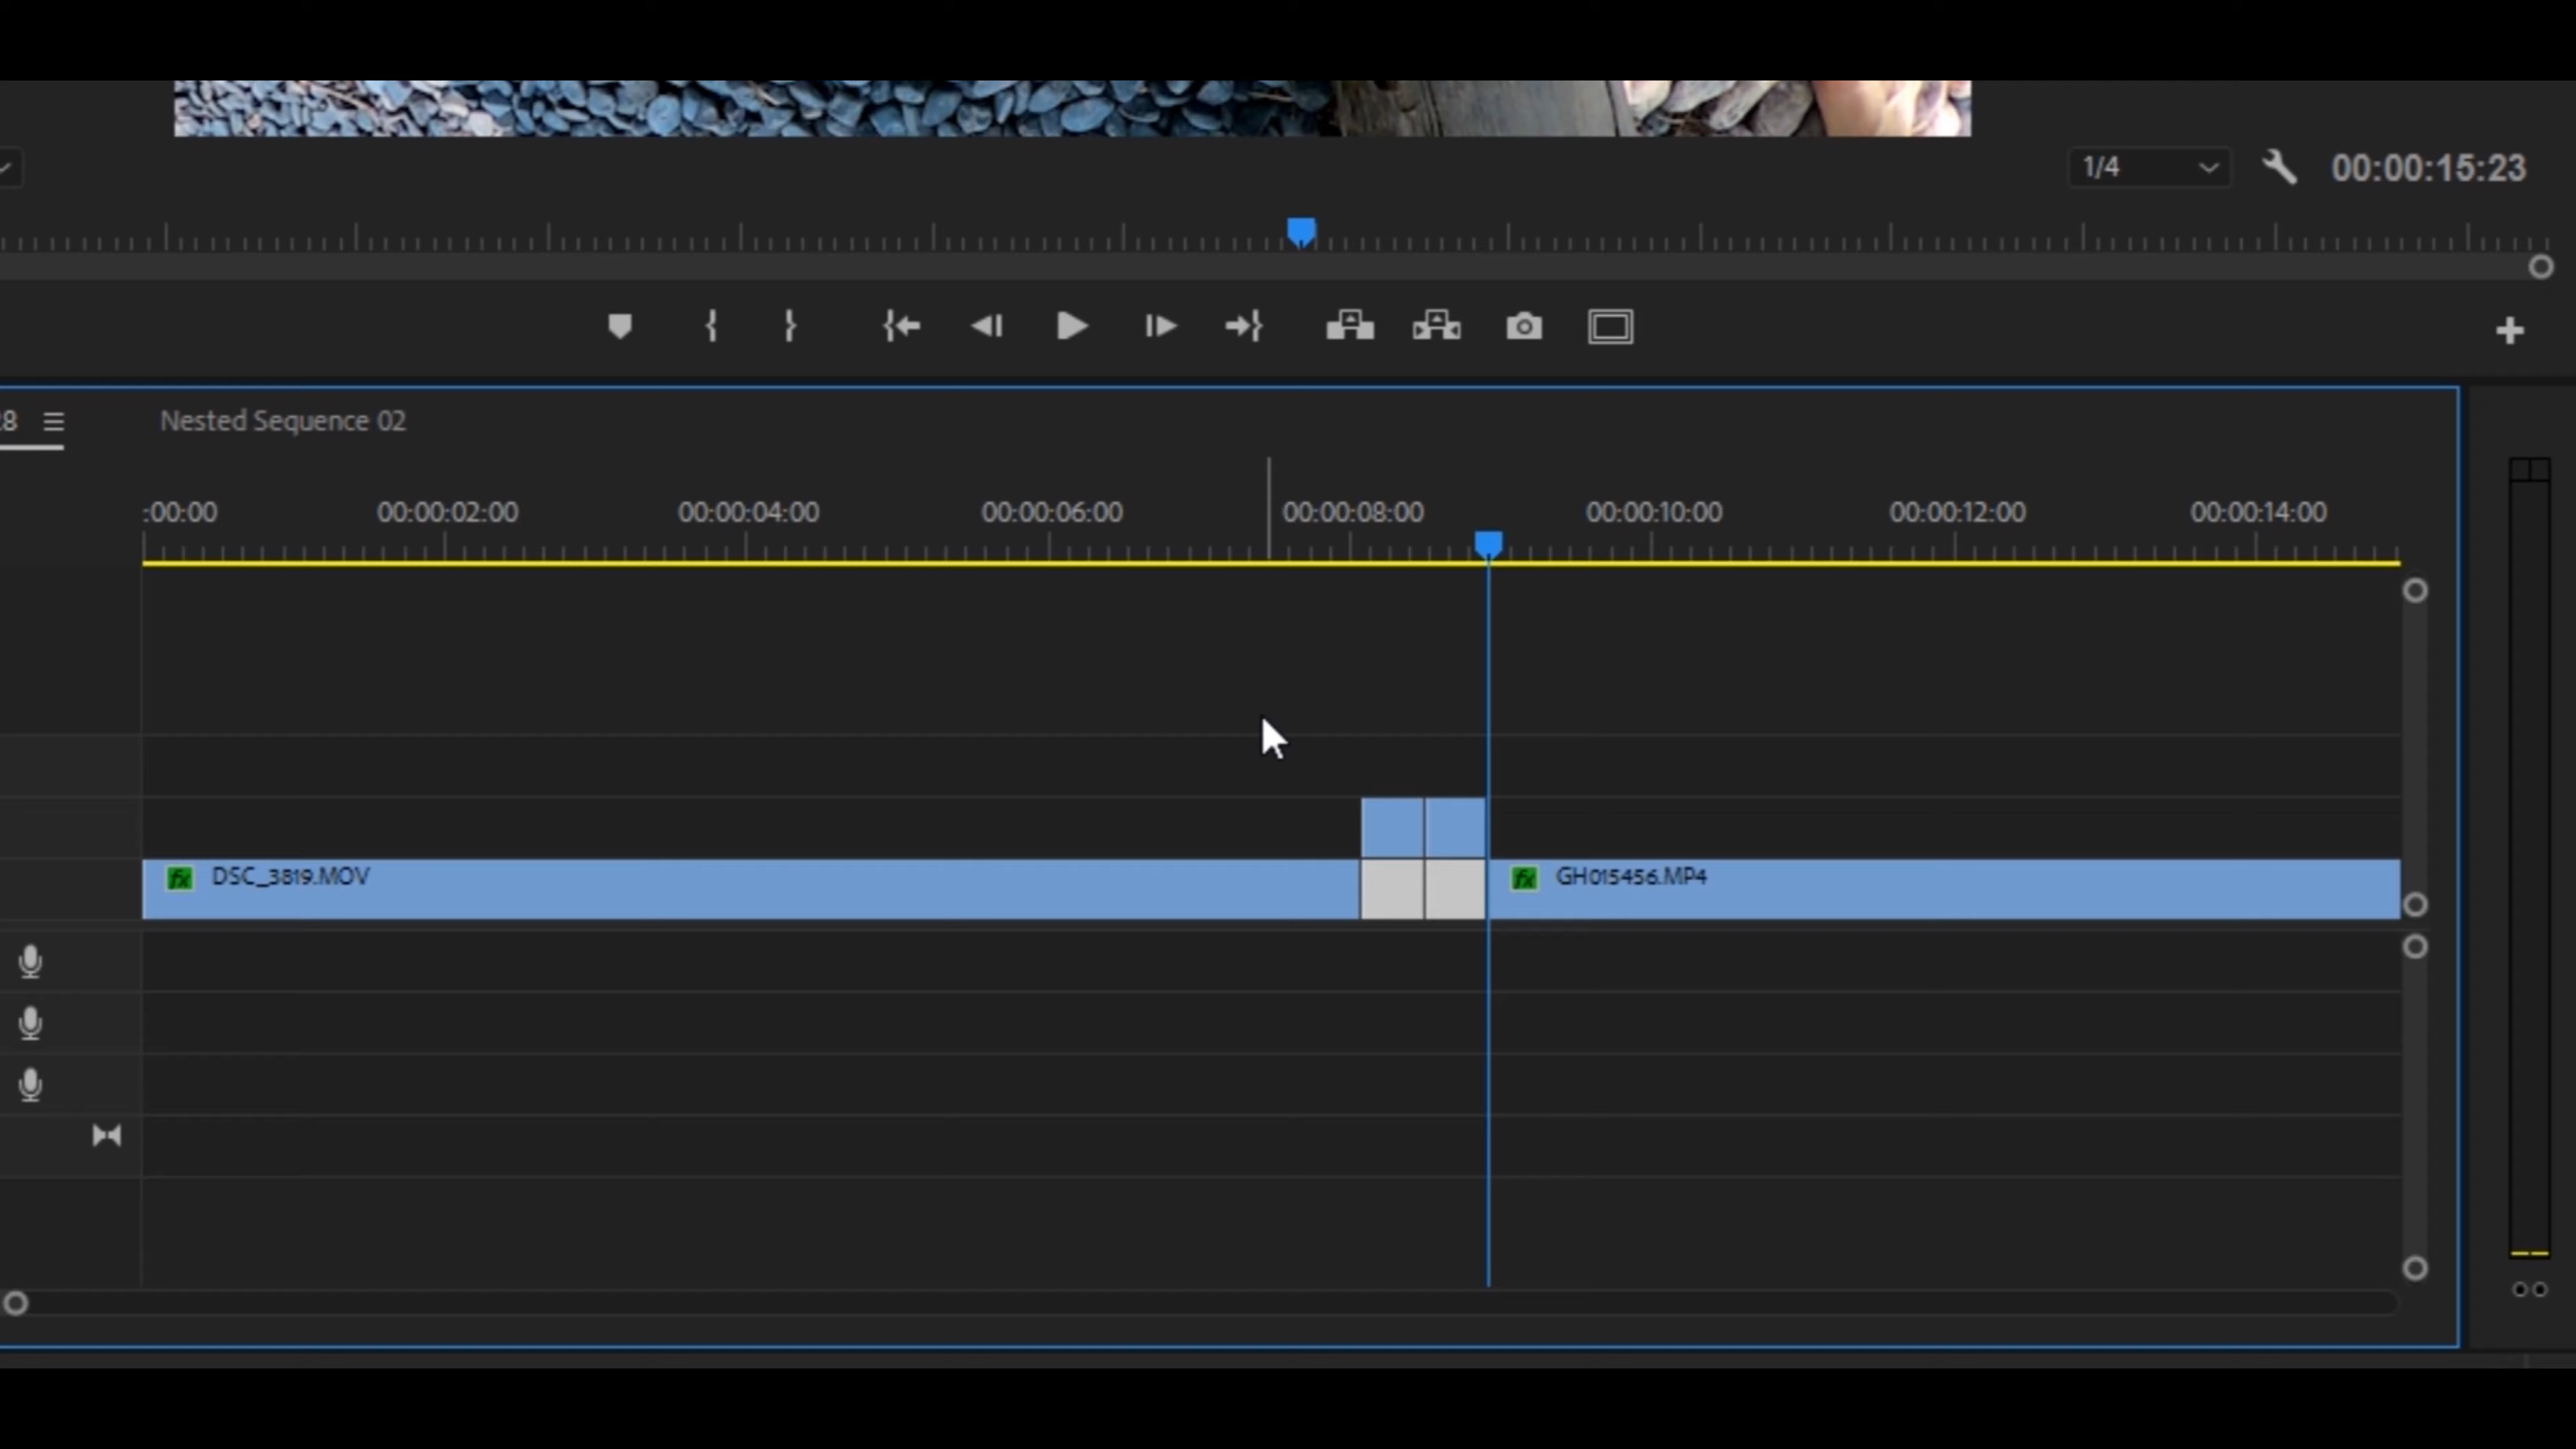 1/4 00:00:15:23
Nested Sequence 02
:00:00 00:00:02:00 00:00:04:00 00:00:06:00 00:00:08:00 00:00:10:00 00:00:12:00 00:00:14:00
fx DSC_3819.MOV fx GH015456.MP4